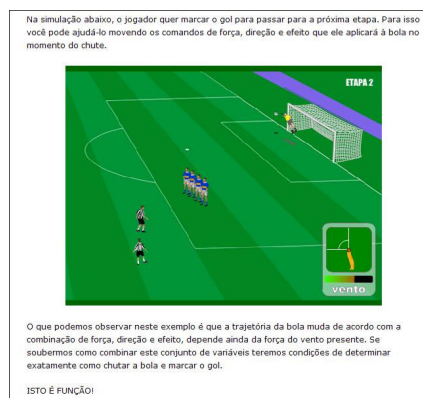 Na simulação abaixo, o jogador quer marcar o gol para passar para a próxima etapa. Para isso
você pode ajudá-lo movendo os comandos de força, direção e efeito que ele aplicará à bola no
momento do chute.
ETAPA 2
vento
O que podemos observar neste exemplo é que a trajetória da bola muda de acordo com a
combinação de força, direção e efeito, depende ainda da força do vento presente. Se
soubermos como combinar este conjunto de variáveis teremos condições de determinar
exatamente como chutar a bola e marcar o gol.
ISTO É FUNÇÃO!